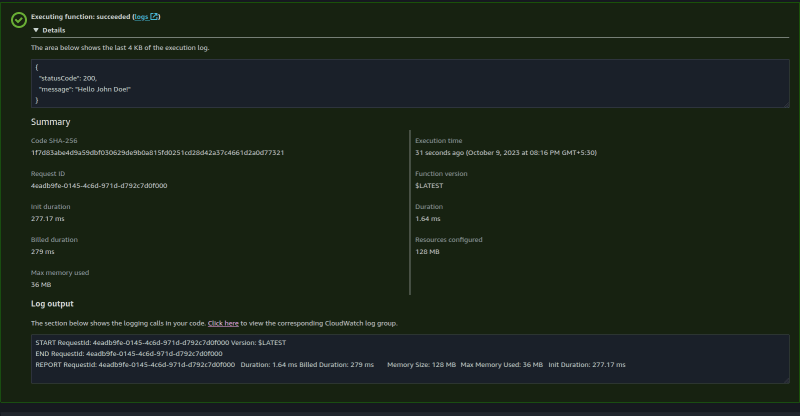 Executing function: succeeded (logs)
Details
The area below shows the last 4 KB of the execution log.
{
"statusCode": 200,
"message": "Hello John Doe!"
}
Summary
Code SHA-256
1f7d83abe4d9a59dbf030629de9b0a815fd0251cd28d42a37c4661d2a0d77321
Execution time
31 seconds ago (October 9, 2023 at 08:16 PM GMT+5:30)
Request ID
4eadb9fe-0145-4c6d-971d-d792c7d0f000
Function version
$LATEST
Init duration
277.17 ms
Duration
1.64 ms
Billed duration
279 ms
Resources configured
128 MB
Max memory used
36 MB
Log output
The section below shows the logging calls in your code. Click here to view the corresponding CloudWatch log group.
START RequestId: 4eadb9fe-0145-4c6d-971d-d792c7d0f000 Version: $LATEST
END RequestId: 4eadb9fe-0145-4c6d-971d-d792c7d0f000
REPORT RequestId: 4eadb9fe-0145-4c6d-971d-d792c7d0f000 Duration: 1.64 ms Billed Duration: 279 ms Memory Size: 128 MB Max Memory Used: 36 MB Init Duration: 277.17 ms